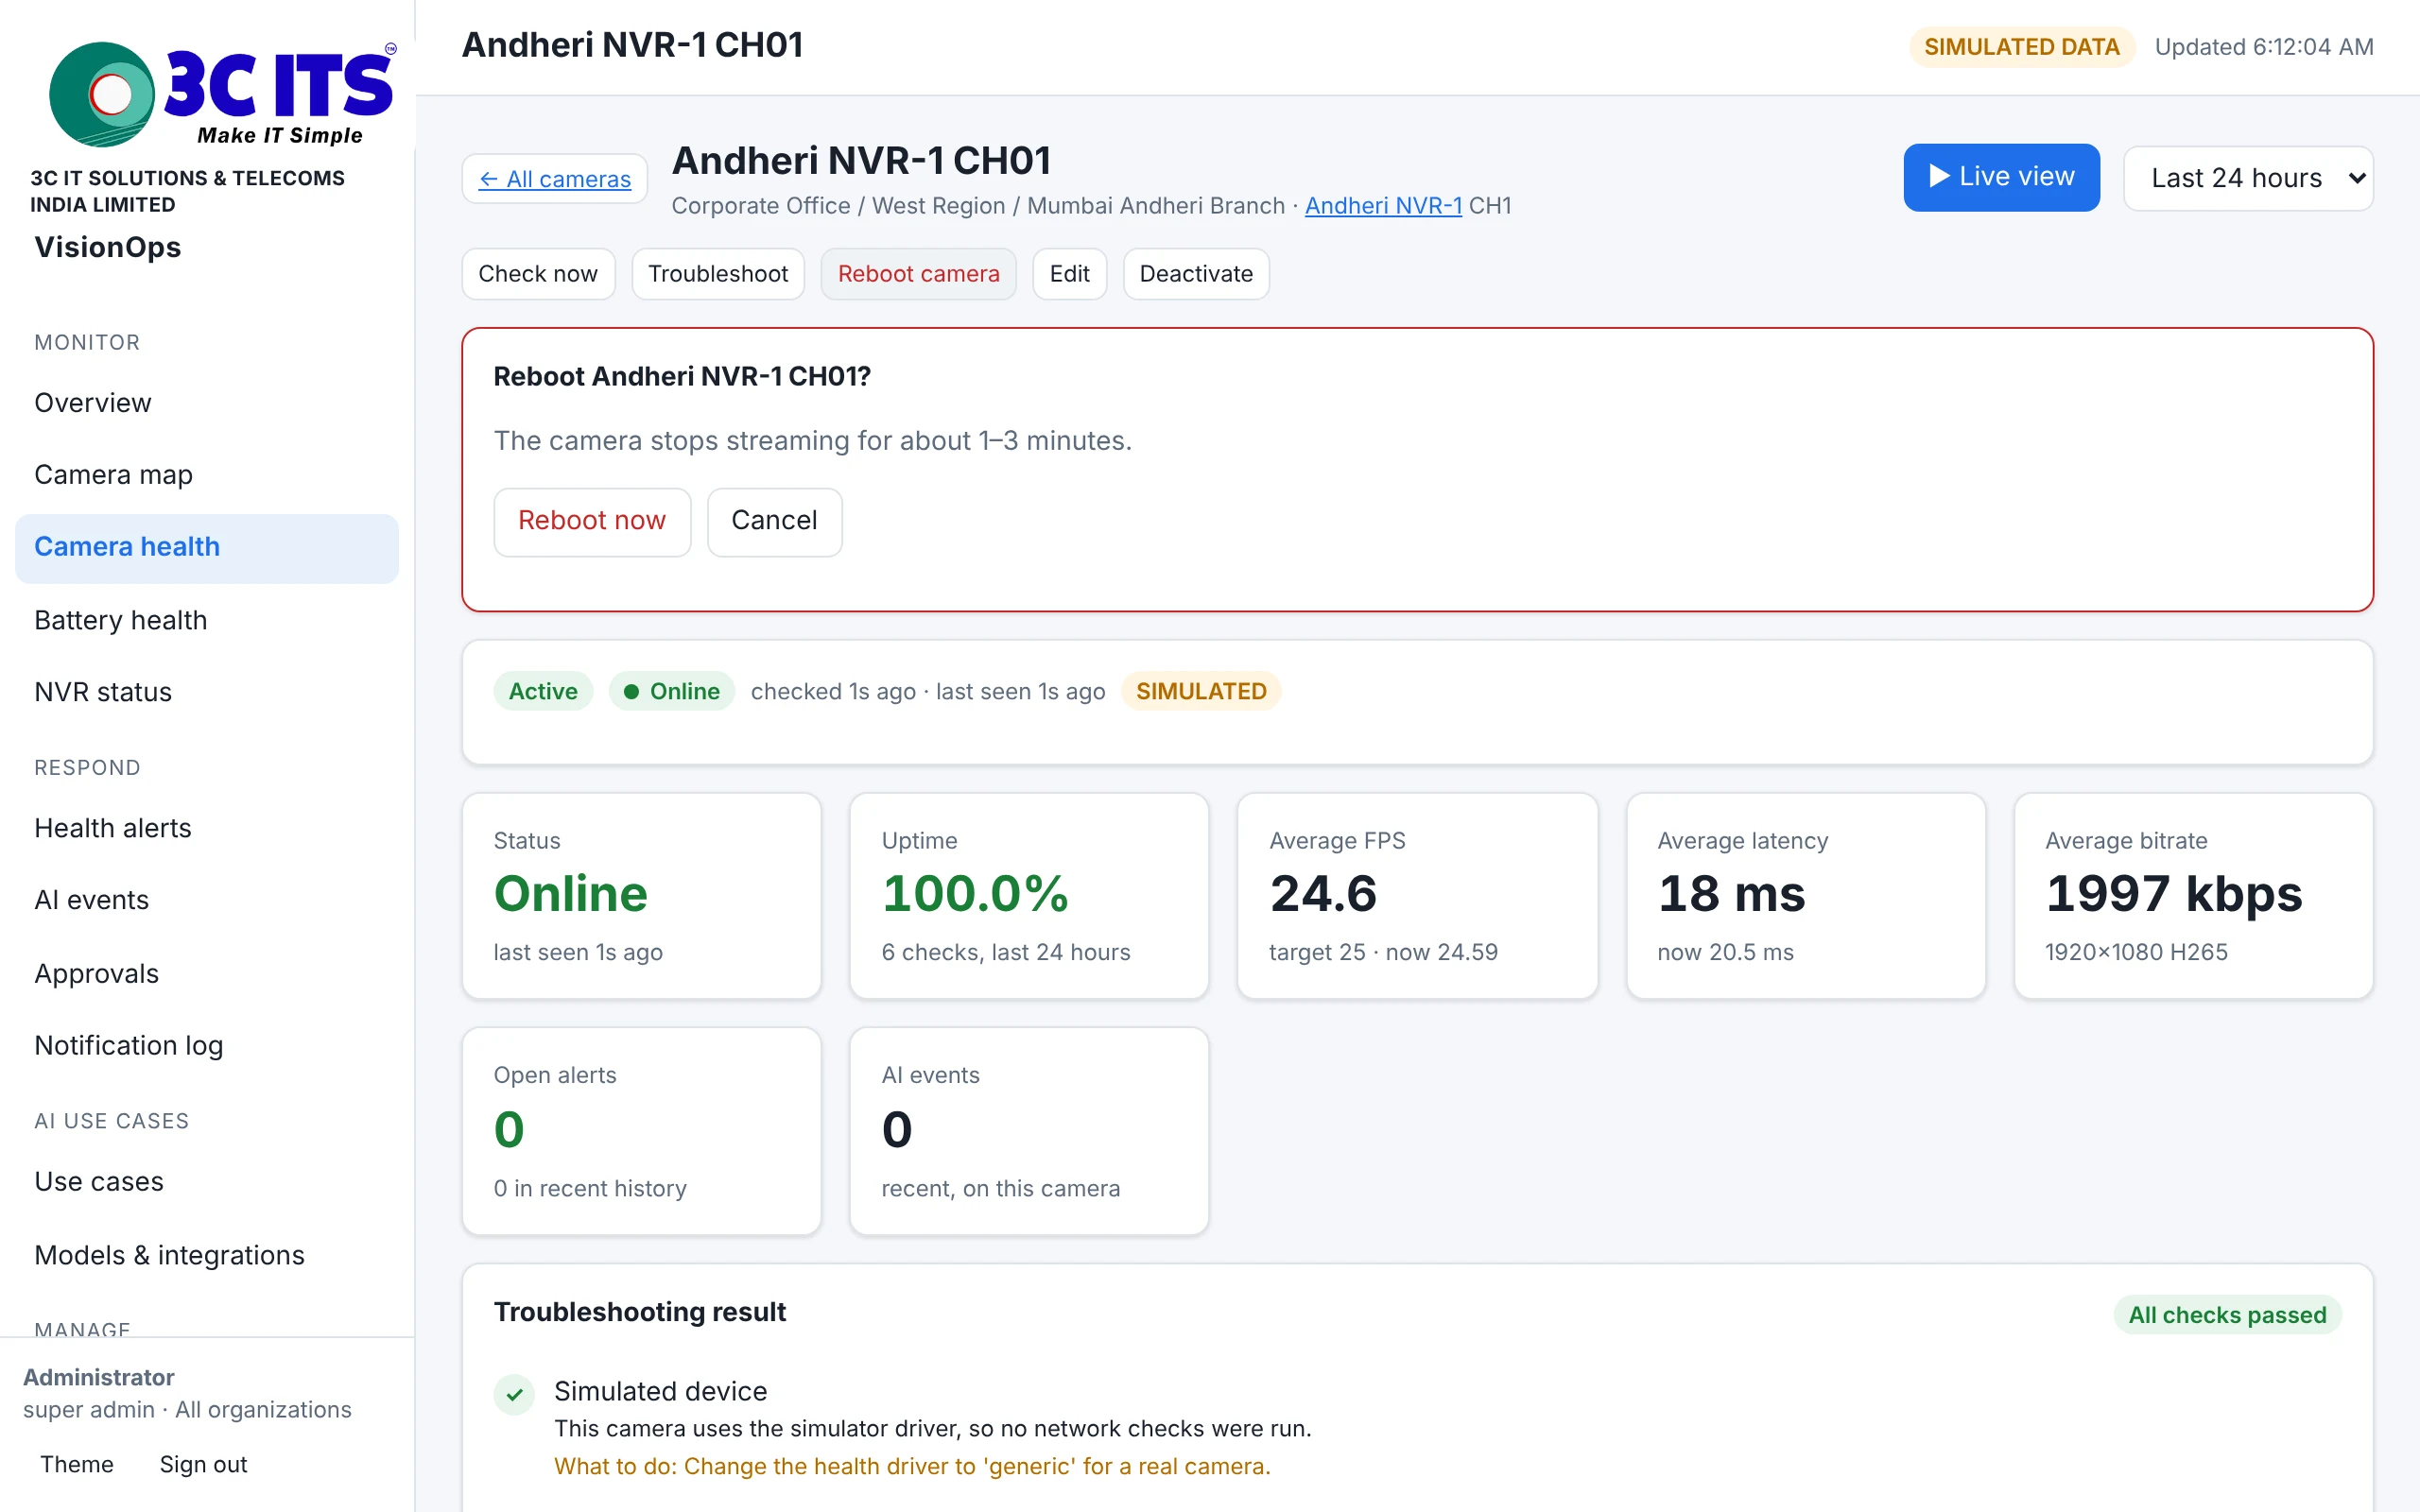 3C ITS
TM
Make IT Simple
3C IT SOLUTIONS & TELECOMS
INDIA LIMITED
VisionOps
MONITOR
Overview
Camera map
Camera health
Battery health
NVR status
RESPOND
Health alerts
AI events
Approvals
Notification log
AI USE CASES
Use cases
Models & integrations
MANAGE
Administrator
super admin · All organizations
Theme
Sign out
Andheri NVR-1 CH01
SIMULATED DATA
Updated 6:12:04 AM
← All cameras
Andheri NVR-1 CH01
Corporate Office / West Region / Mumbai Andheri Branch · Andheri NVR-1 CH1
▶ Live view
Last 24 hours
Check now
Troubleshoot
Reboot camera
Edit
Deactivate
Reboot Andheri NVR-1 CH01?
The camera stops streaming for about 1–3 minutes.
Reboot now
Cancel
Active
Online
checked 1s ago · last seen 1s ago
SIMULATED
Status
Online
last seen 1s ago
Uptime
100.0%
6 checks, last 24 hours
Average FPS
24.6
target 25 · now 24.59
Average latency
18 ms
now 20.5 ms
Average bitrate
1997 kbps
1920×1080 H265
Open alerts
0
0 in recent history
AI events
0
recent, on this camera
Troubleshooting result
All checks passed
Simulated device
This camera uses the simulator driver, so no network checks were run.
What to do: Change the health driver to 'generic' for a real camera.